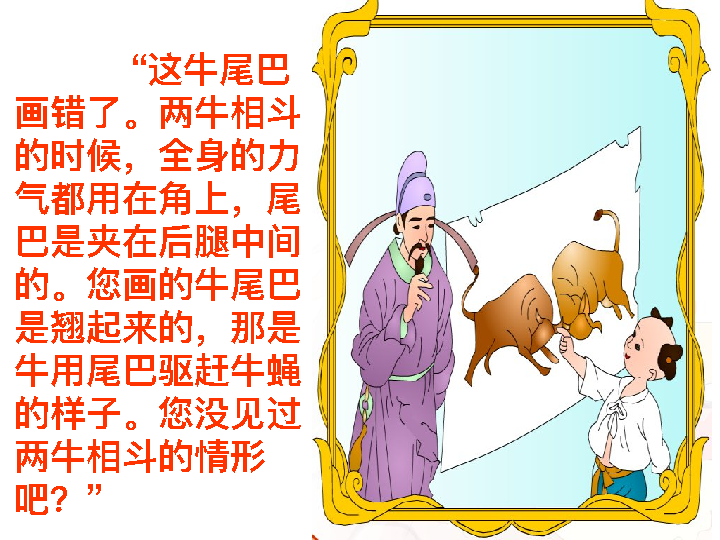 “这牛尾巴
画错了。两牛相斗
的时候，全身的力
气都用在角上，尾
巴是夹在后腿中间
的。您画的牛尾巴
是翘起来的，那是
牛用尾巴驱赶牛蝇
的样子。您没见过
两牛相斗的情形
吧？”